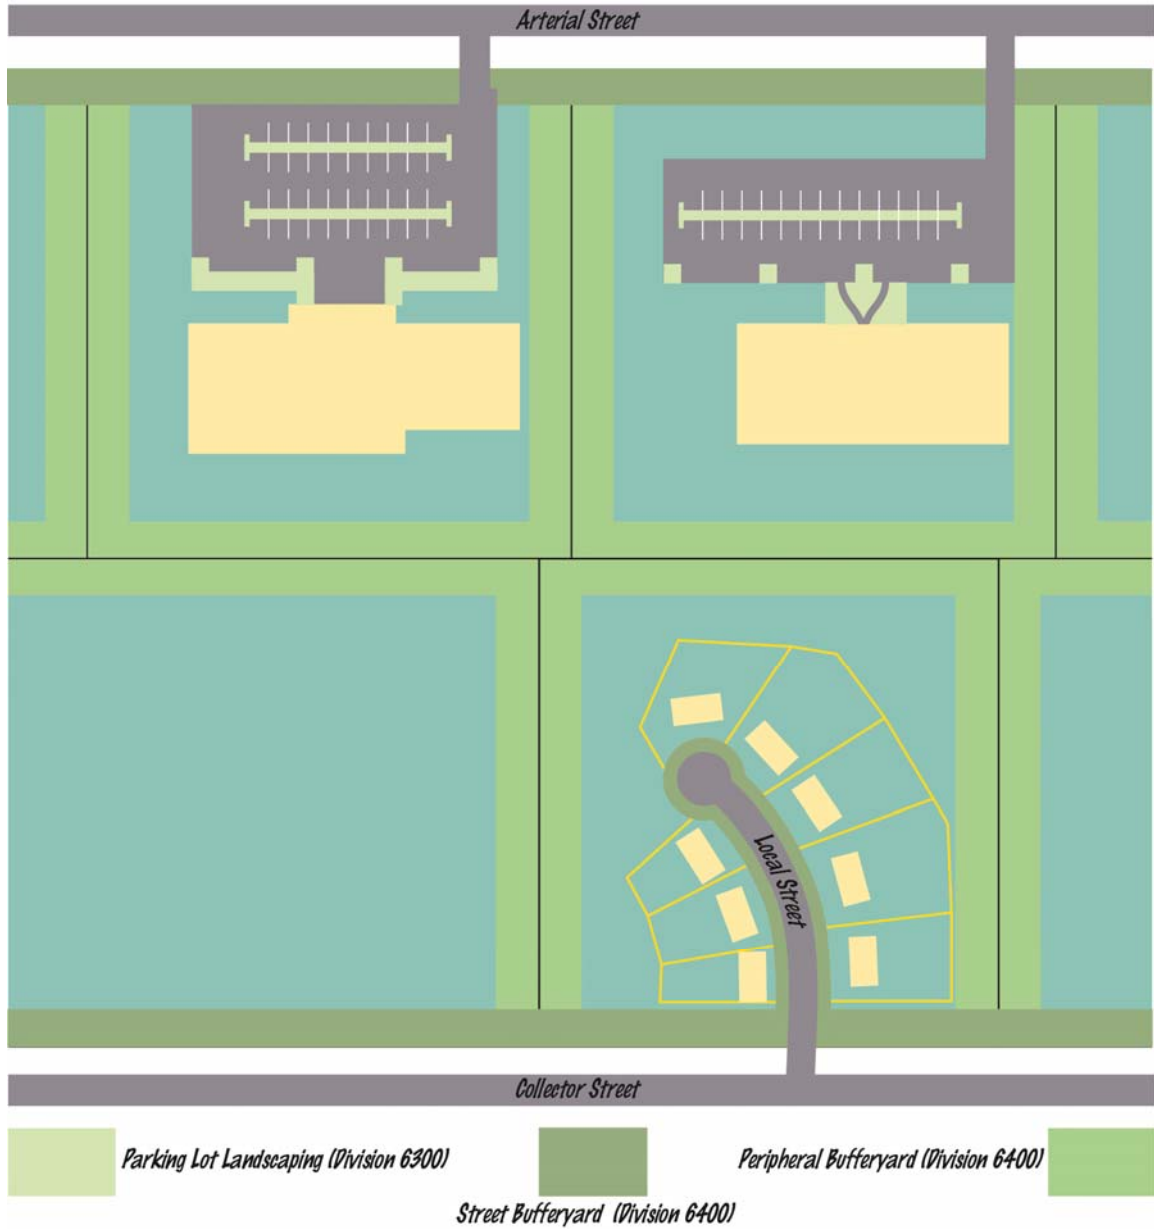 Arterial Street
Local Street
Collector Street
Parking Lot Landscaping (Division 6300)
Peripheral Bufferyard (Division 6400)
Street Bufferyard (Division 6400)